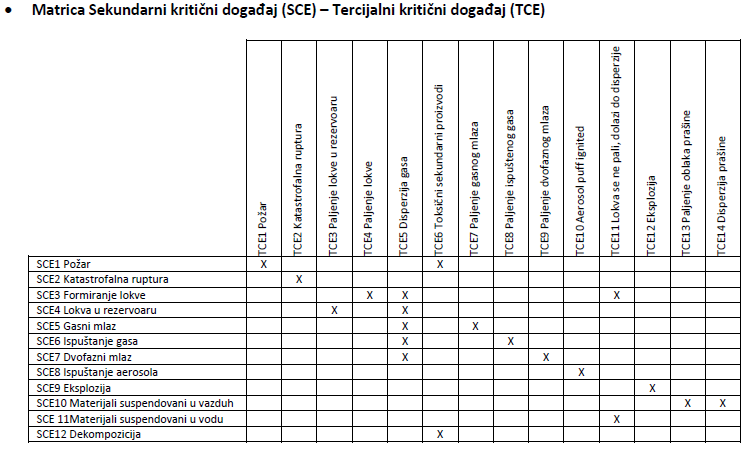 • Matrica Sekundarni kritični događaj (SCE) – Tercijalni kritični događaj (TCE)
TCE1 Požar
TCE2 Katastrofalna ruptura
TCE3 Paljenje lokve u rezervoaru
TCE4 Paljenje lokve
TCE5 Disperzija gasa
TCE6 Toksični sekundarni proizvodi
TCE7 Paljenje gasnog mlaza
TCE8 Paljenje ispuštenog gasa
TCE9 Paljenje dvofaznog mlaza
TCE10 Aerosol puff ignited
TCE11 Lokva se ne pali, dolazi do disperzije
TCE12 Eksplozija
TCE13 Paljenje oblaka prašine
TCE14 Disperzija prašine
SCE1 Požar X X
SCE2 Katastrofalna ruptura X
SCE3 Formiranje lokve X X X
SCE4 Lokva u rezervoaru X X
SCE5 Gasni mlaz X X
SCE6 Ispuštanje gasa X X
SCE7 Dvofazni mlaz X X
SCE8 Ispuštanje aerosola X
SCE9 Eksplozija X
SCE10 Materijali suspendovani u vazduh X X
SCE 11Materijali suspendovani u vodu X
SCE12 Dekompozicija X